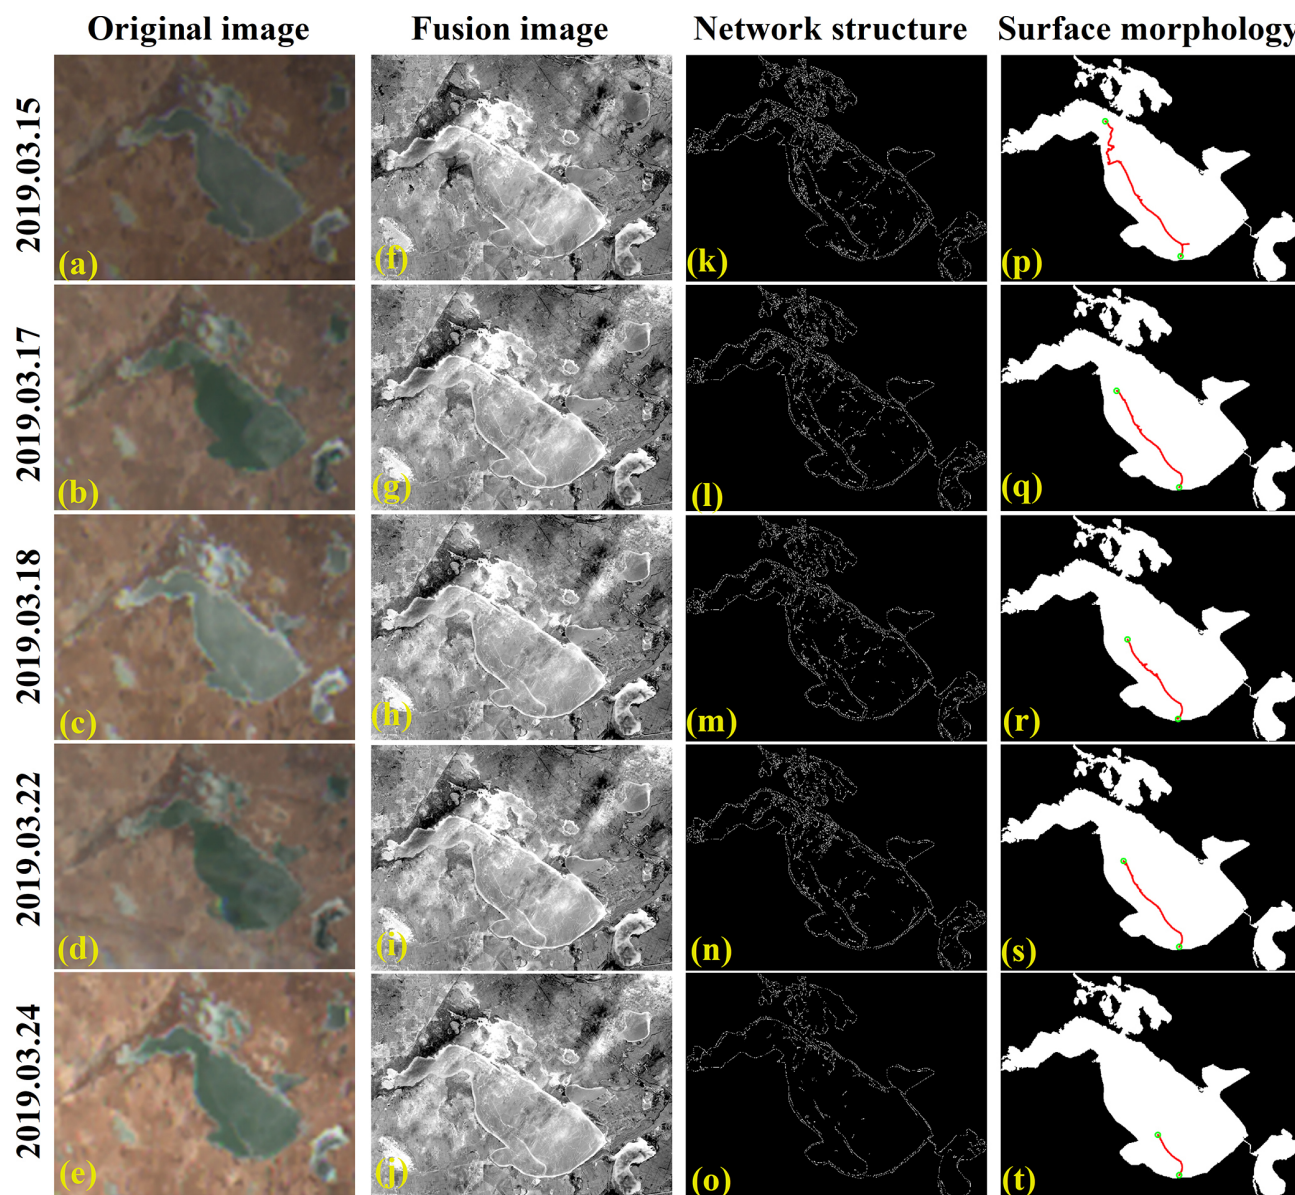 Original image Fusion image Network structure Surface morphology
2019.03.15 (a) (f) (k) (p)
2019.03.17 (b) (g) (l) (q)
2019.03.18 (c) (h) (m) (r)
2019.03.22 (d) (i) (n) (s)
2019.03.24 (e) (j) (o) (t)